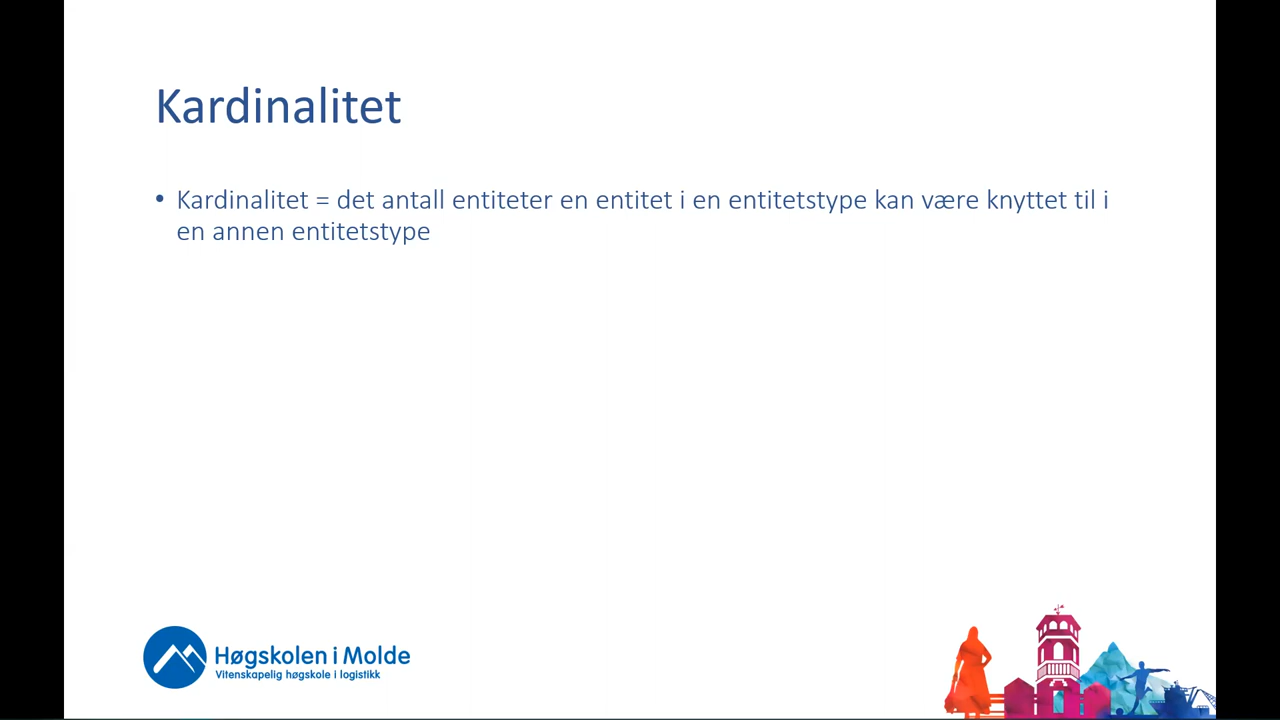 Kardinalitet
• Kardinalitet = det antall entiteter en entitet i en entitetstype kan være knyttet til i
en annen entitetstype
Høgskolen i Molde
Vitenskapelig høgskole i logistikk